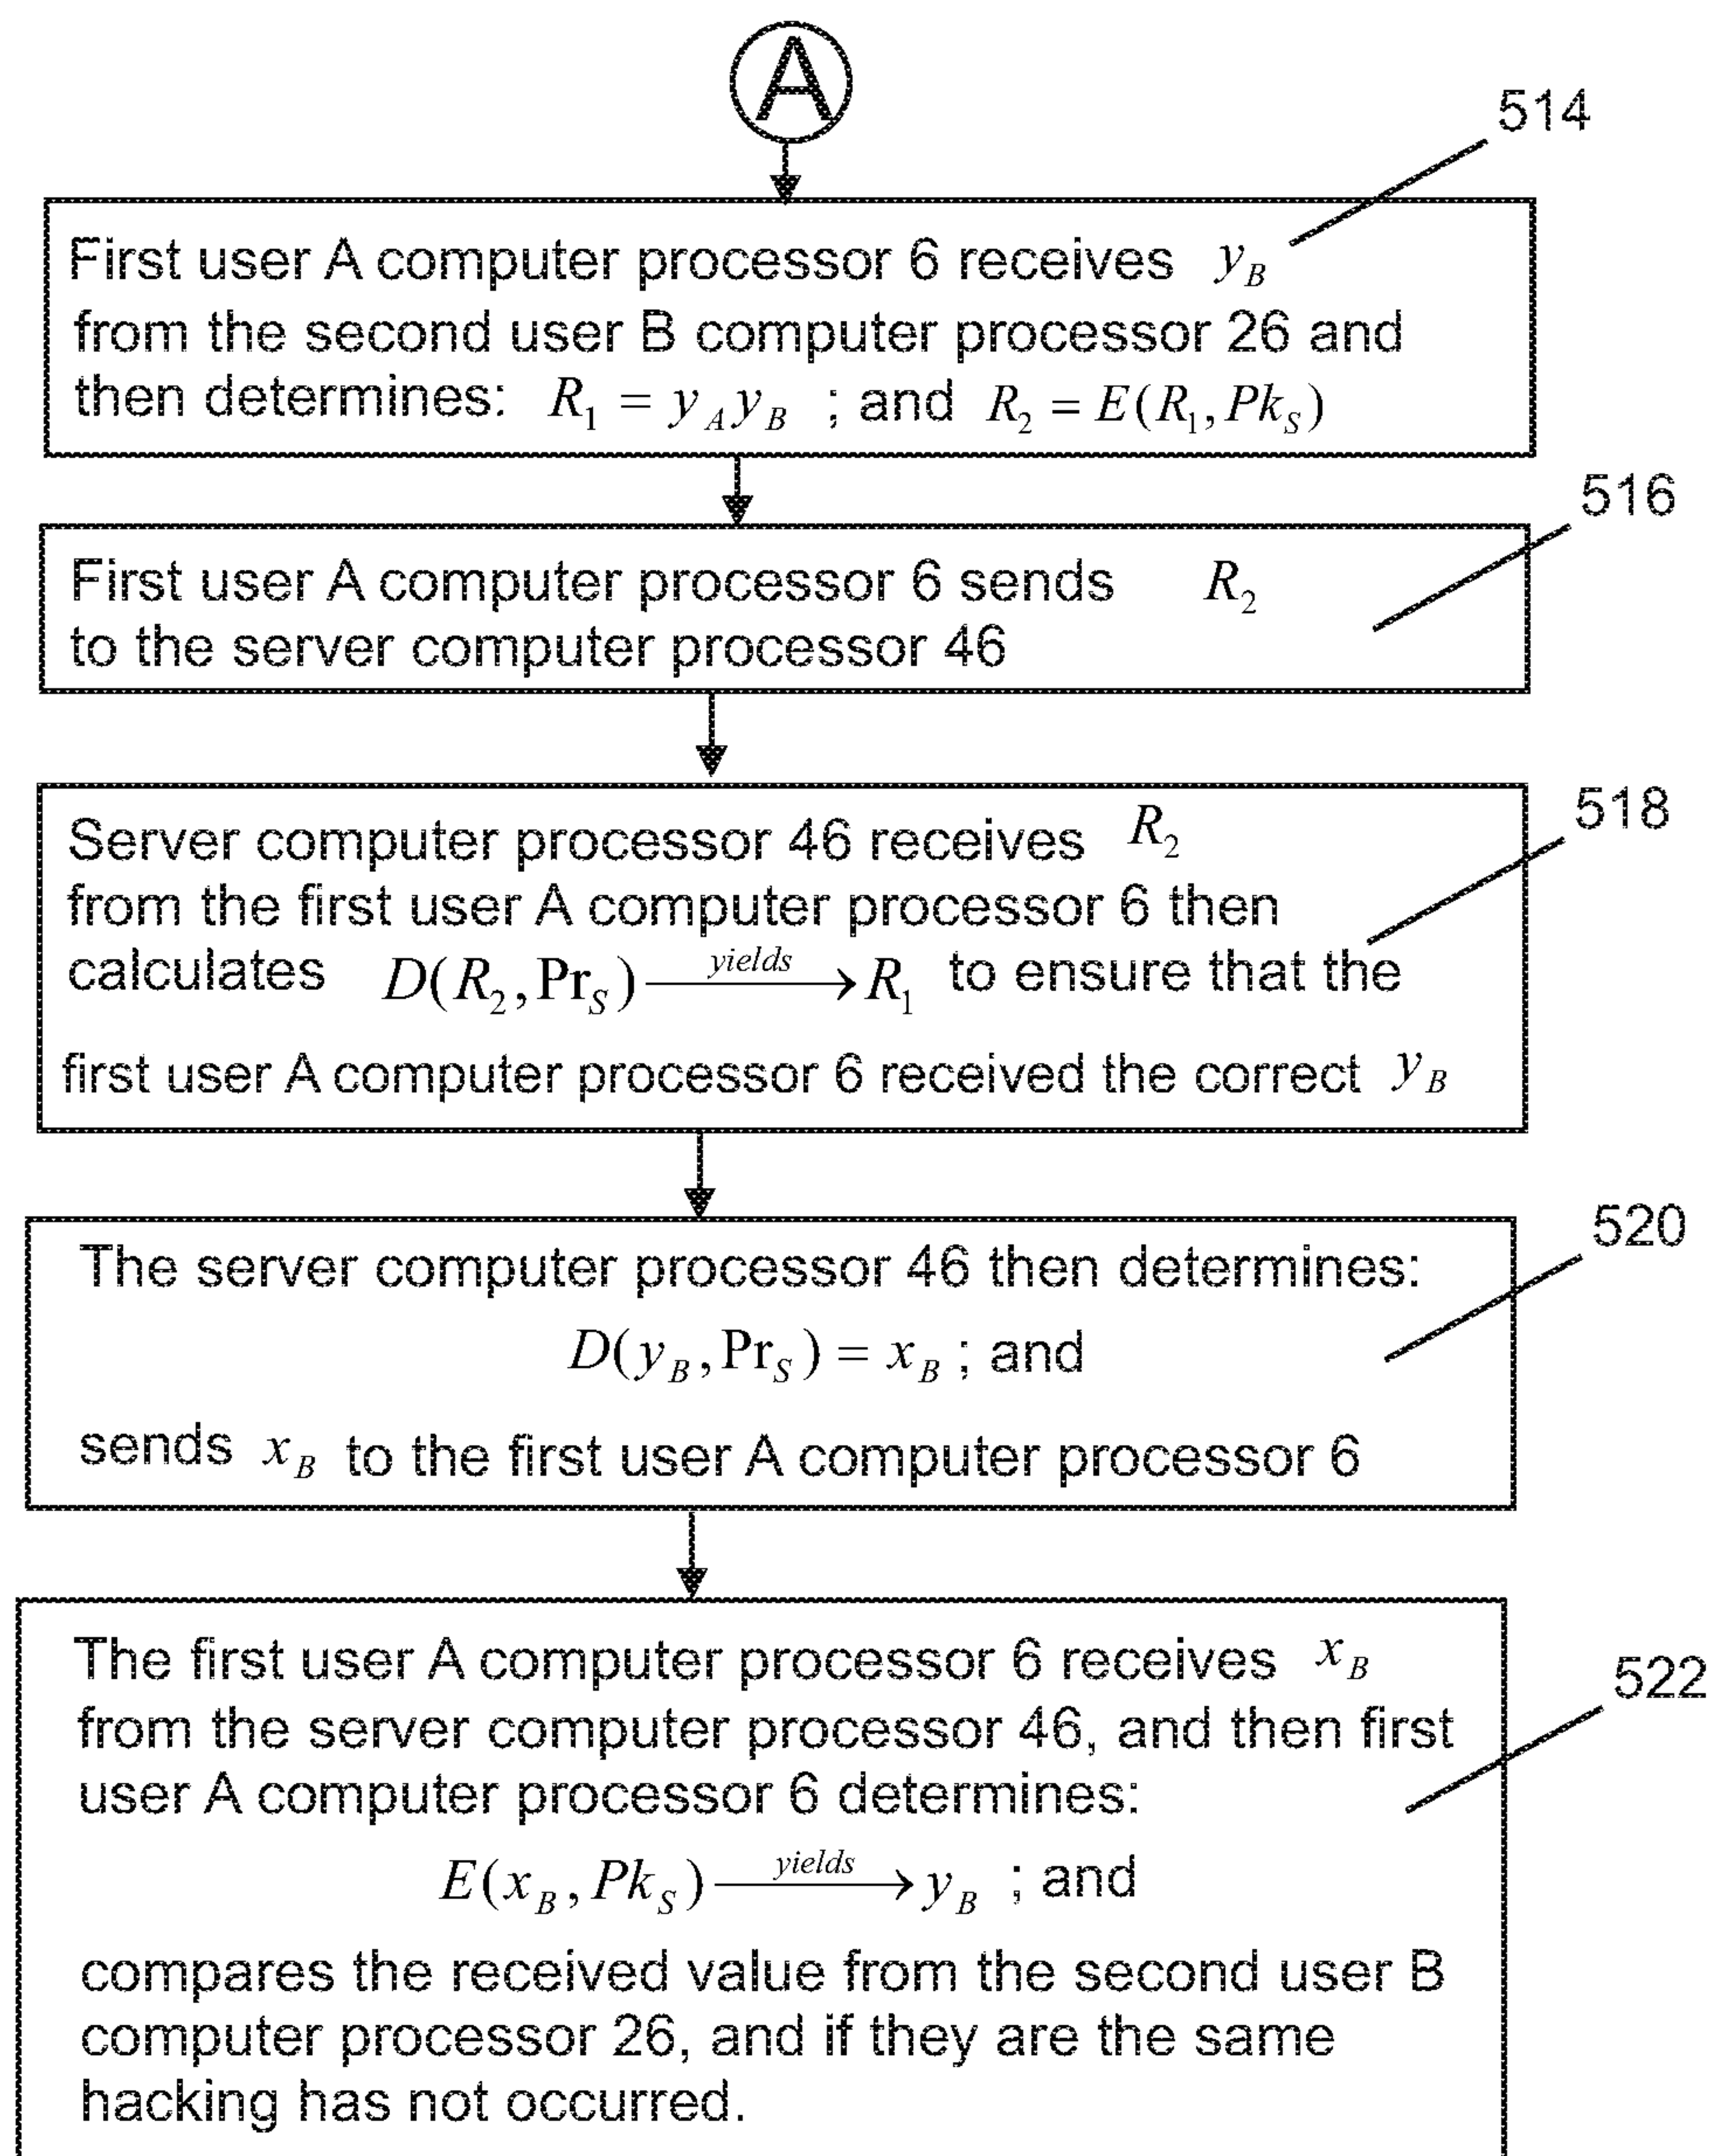 A
514
First user A computer processor 6 receives y_B
from the second user B computer processor 26 and
then determines: R_1 = y_A y_B ; and R_2 = E(R_1, Pk_S)
516
First user A computer processor 6 sends R_2
to the server computer processor 46
518
Server computer processor 46 receives R_2
from the first user A computer processor 6 then
calculates D(R_2, Pr_S) —yields→ R_1 to ensure that the
first user A computer processor 6 received the correct y_B
520
The server computer processor 46 then determines:
D(y_B, Pr_S) = x_B ; and
sends x_B to the first user A computer processor 6
522
The first user A computer processor 6 receives x_B
from the server computer processor 46, and then first
user A computer processor 6 determines:
E(x_B, Pk_S) —yields→ y_B ; and
compares the received value from the second user B
computer processor 26, and if they are the same
hacking has not occurred.